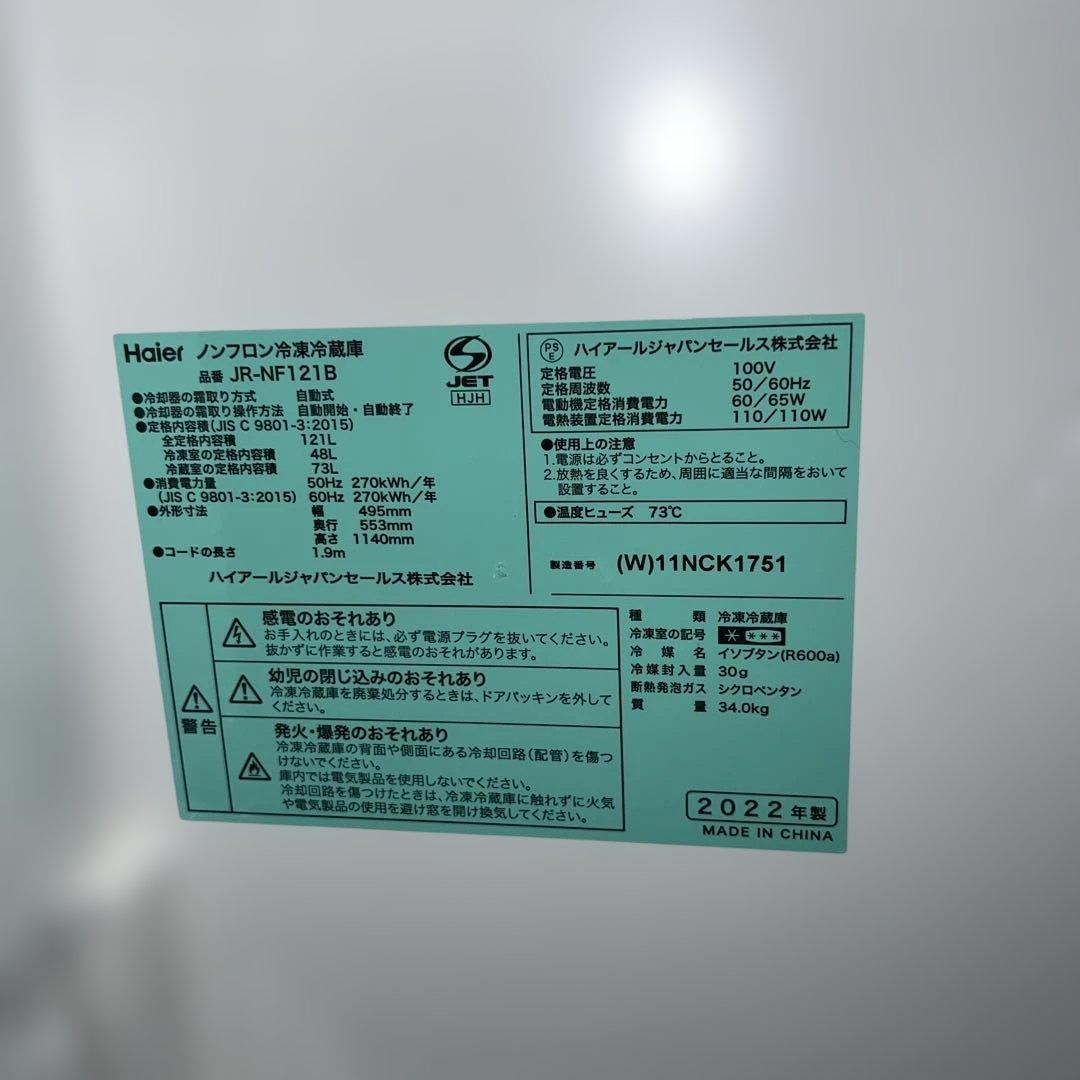 Haier ノンフロン冷凍冷蔵庫
品番 JR-NF121B
●冷却器の霜取り方式 自動式
●冷却器の霜取り操作方法 自動開始・自動終了
●定格内容積(JIS C 9801-3:2015)
全定格内容積 121L
冷凍室の定格内容積 48L
冷蔵室の定格内容積 73L
●消費電力量 50Hz 270kWh/年
(JIS C 9801-3:2015) 60Hz 270kWh/年
●外形寸法 幅 495mm
奥行 553mm
高さ 1140mm
●コードの長さ 1.9m
ハイアールジャパンセールス株式会社
JET
HJH
PS
E
ハイアールジャパンセールス株式会社
定格電圧 100V
定格周波数 50/60Hz
電動機定格消費電力 60/65W
電熱装置定格消費電力 110/110W
●使用上の注意
1.電源は必ずコンセントからとること。
2.放熱を良くするため、周囲に適当な間隔をおいて
設置すること。
●温度ヒューズ 73℃
製造番号 (W)11NCK1751
警告
感電のおそれあり
お手入れのときには、必ず電源プラグを抜いてください。
抜かずに作業すると感電のおそれがあります。
幼児の閉じ込みのおそれあり
冷凍冷蔵庫を廃棄処分するときは、ドアパッキンを外して
ください。
発火・爆発のおそれあり
冷凍冷蔵庫の背面や側面にある冷却回路(配管)を傷つ
けないでください。
庫内では電気製品を使用しないでください。
冷却回路を傷つけたときは、冷凍冷蔵庫に触れずに火気
や電気製品の使用を避け窓を開け換気してください。
種類 冷凍冷蔵庫
冷凍室の記号 * ***
冷媒名 イソブタン(R600a)
冷媒封入量 30g
断熱発泡ガス シクロペンタン
質量 34.0kg
2022年製
MADE IN CHINA